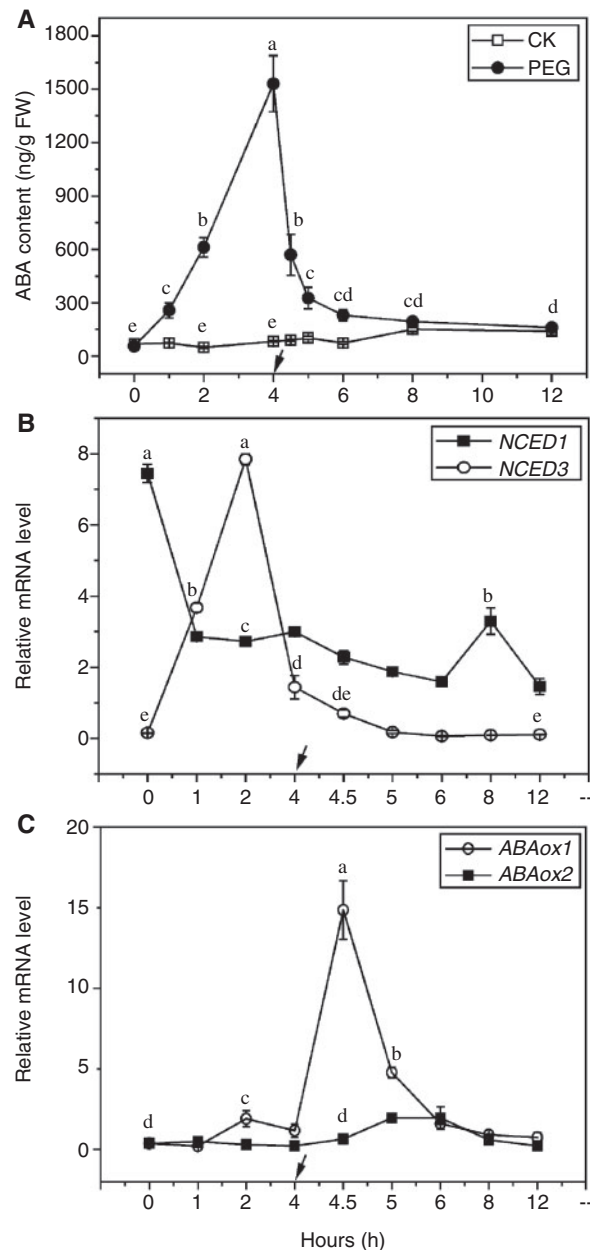 A
1800
1500
1200
900
600
300
0
ABA content (ng/g FW)
CK
PEG
a
b
b
c
c
cd
cd
d
e
e
e
0
2
4
6
8
10
12
B
8
6
4
2
0
Relative mRNA level
NCED1
NCED3
a
a
b
b
c
d
de
e
e
0
1
2
4
4.5
5
6
8
12
--
C
20
15
10
5
0
Relative mRNA level
ABAox1
ABAox2
a
b
c
d
d
0
1
2
4
4.5
5
6
8
12
--
Hours (h)